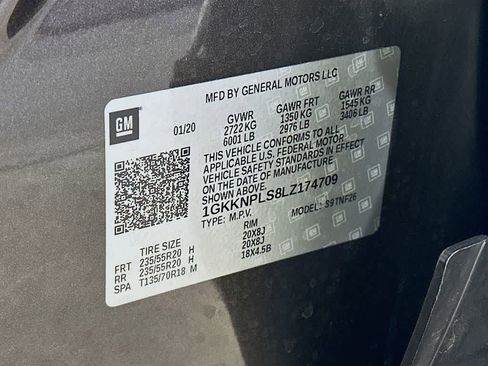 MFD BY GENERAL MOTORS LLC
GM
01/20
GVWR GAWR FRT GAWR RR
2722 KG 1350 KG 1545 KG
6001 LB 2976 LB 3406 LB
THIS VEHICLE CONFORMS TO ALL
APPLICABLE U.S. FEDERAL MOTOR
VEHICLE SAFETY STANDARDS IN
EFFECT ON THE DATE OF
MANUFACTURE SHOWN ABOVE.
1GKKNPLS8LZ174709
TYPE: M.P.V. MODEL: S9TNF26
TIRE SIZE RIM
FRT 235/55R20 H 20X8J
RR 235/55R20 H 20X8J
SPA T135/70R18 M 18X4.5B